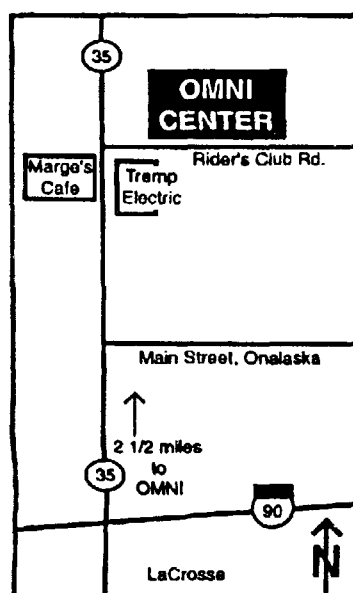 35
OMNI
CENTER
Rider's Club Rd.
Marge's
Cafe
Tremp
Electric
Main Street, Onalaska
2 1/2 miles
to
OMNI
35
90
LaCrosse
N